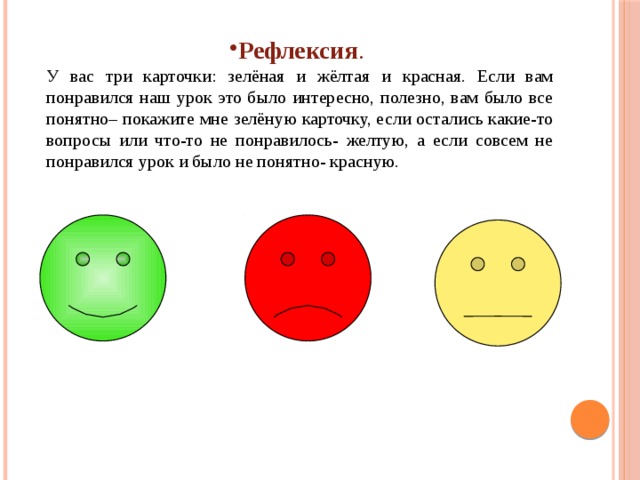 •Рефлексия.
У вас три карточки: зелёная и жёлтая и красная. Если вам
понравился наш урок это было интересно, полезно, вам было все
понятно– покажите мне зелёную карточку, если остались какие-то
вопросы или что-то не понравилось- желтую, а если совсем не
понравился урок и было не понятно- красную.